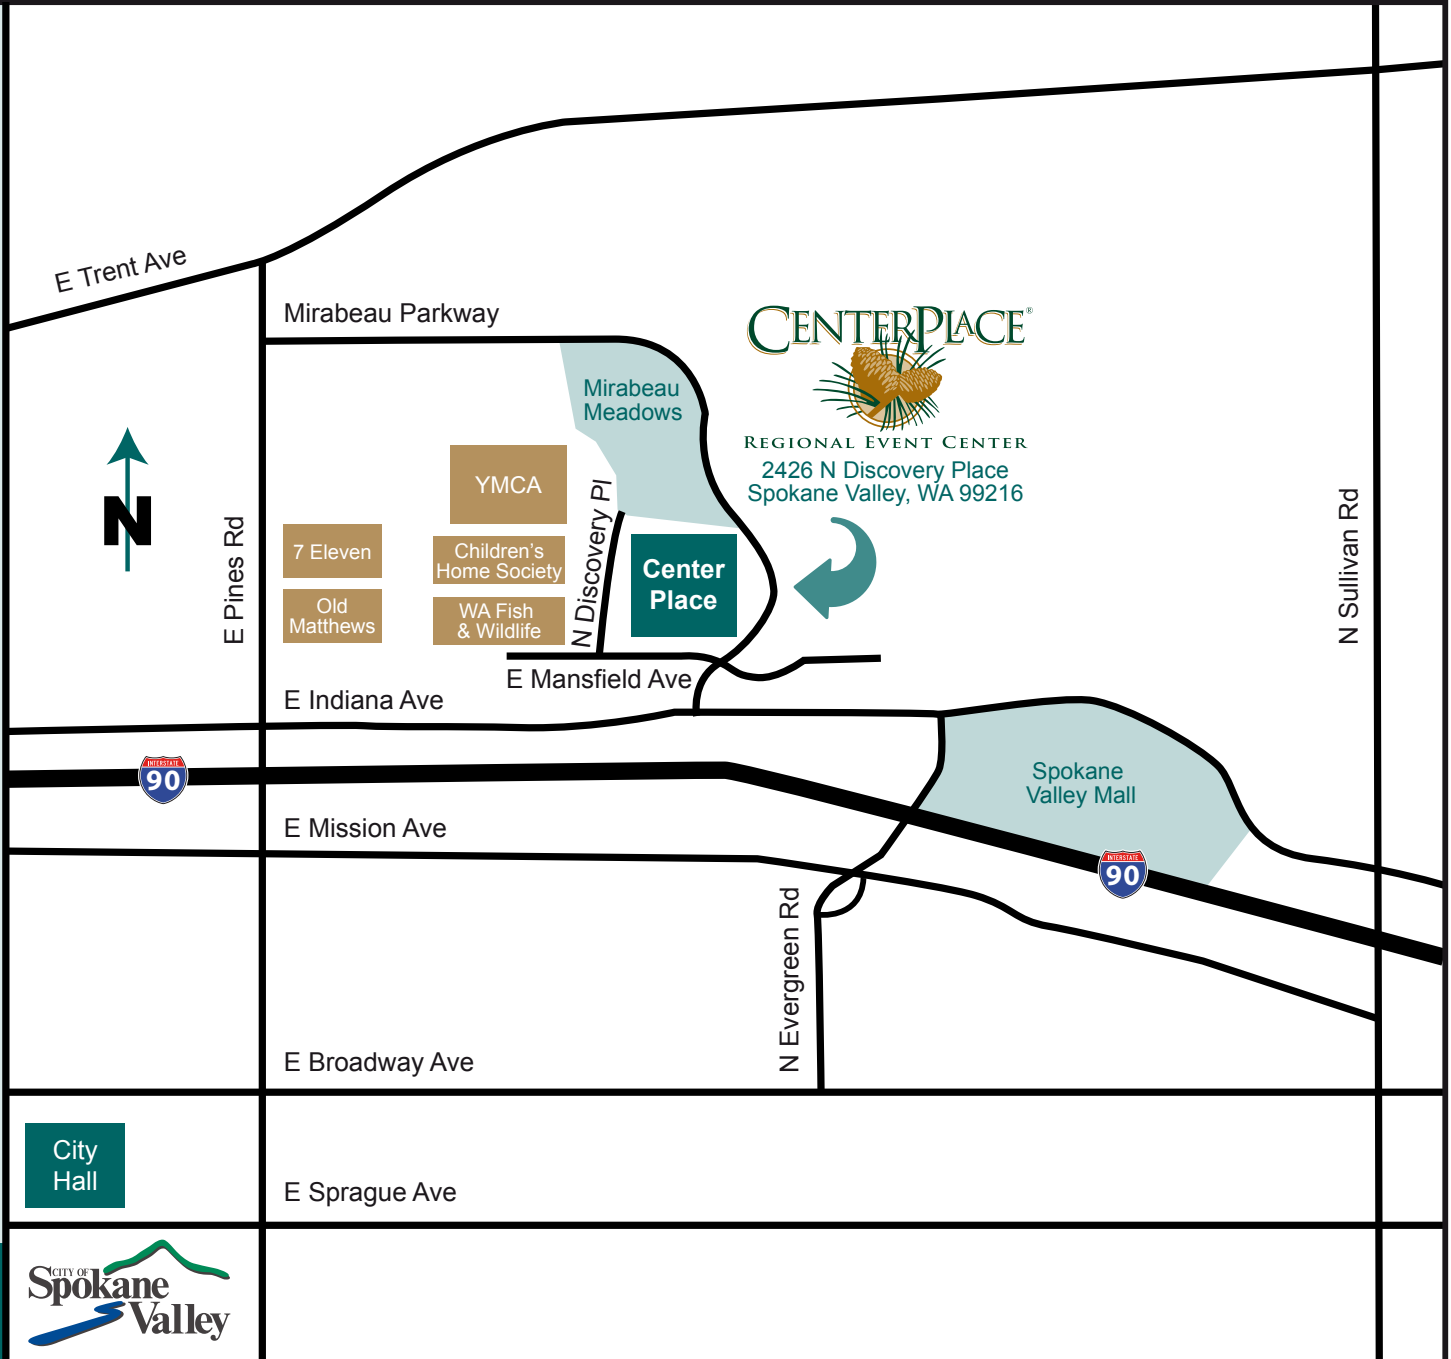 E Trent Ave
Mirabeau Parkway
CENTERPLACE®
REGIONAL EVENT CENTER
2426 N Discovery Place
Spokane Valley, WA 99216
Mirabeau
Meadows
N
YMCA
E Pines Rd
7 Eleven
Old
Matthews
Children's
Home Society
WA Fish
& Wildlife
N Discovery Pl
Center
Place
N Sullivan Rd
E Mansfield Ave
E Indiana Ave
INTERSTATE
90
Spokane
Valley Mall
E Mission Ave
INTERSTATE
90
N Evergreen Rd
E Broadway Ave
City
Hall
E Sprague Ave
CITY OF
Spokane
Valley